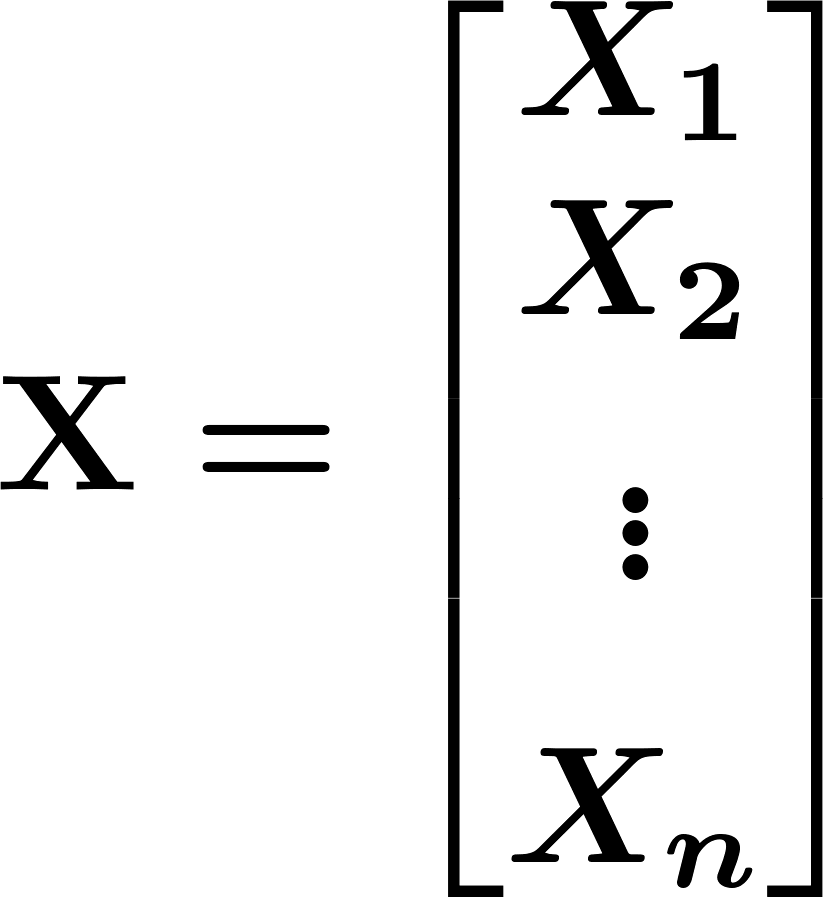 X = [
X₁
X₂
⋮
Xₙ
]